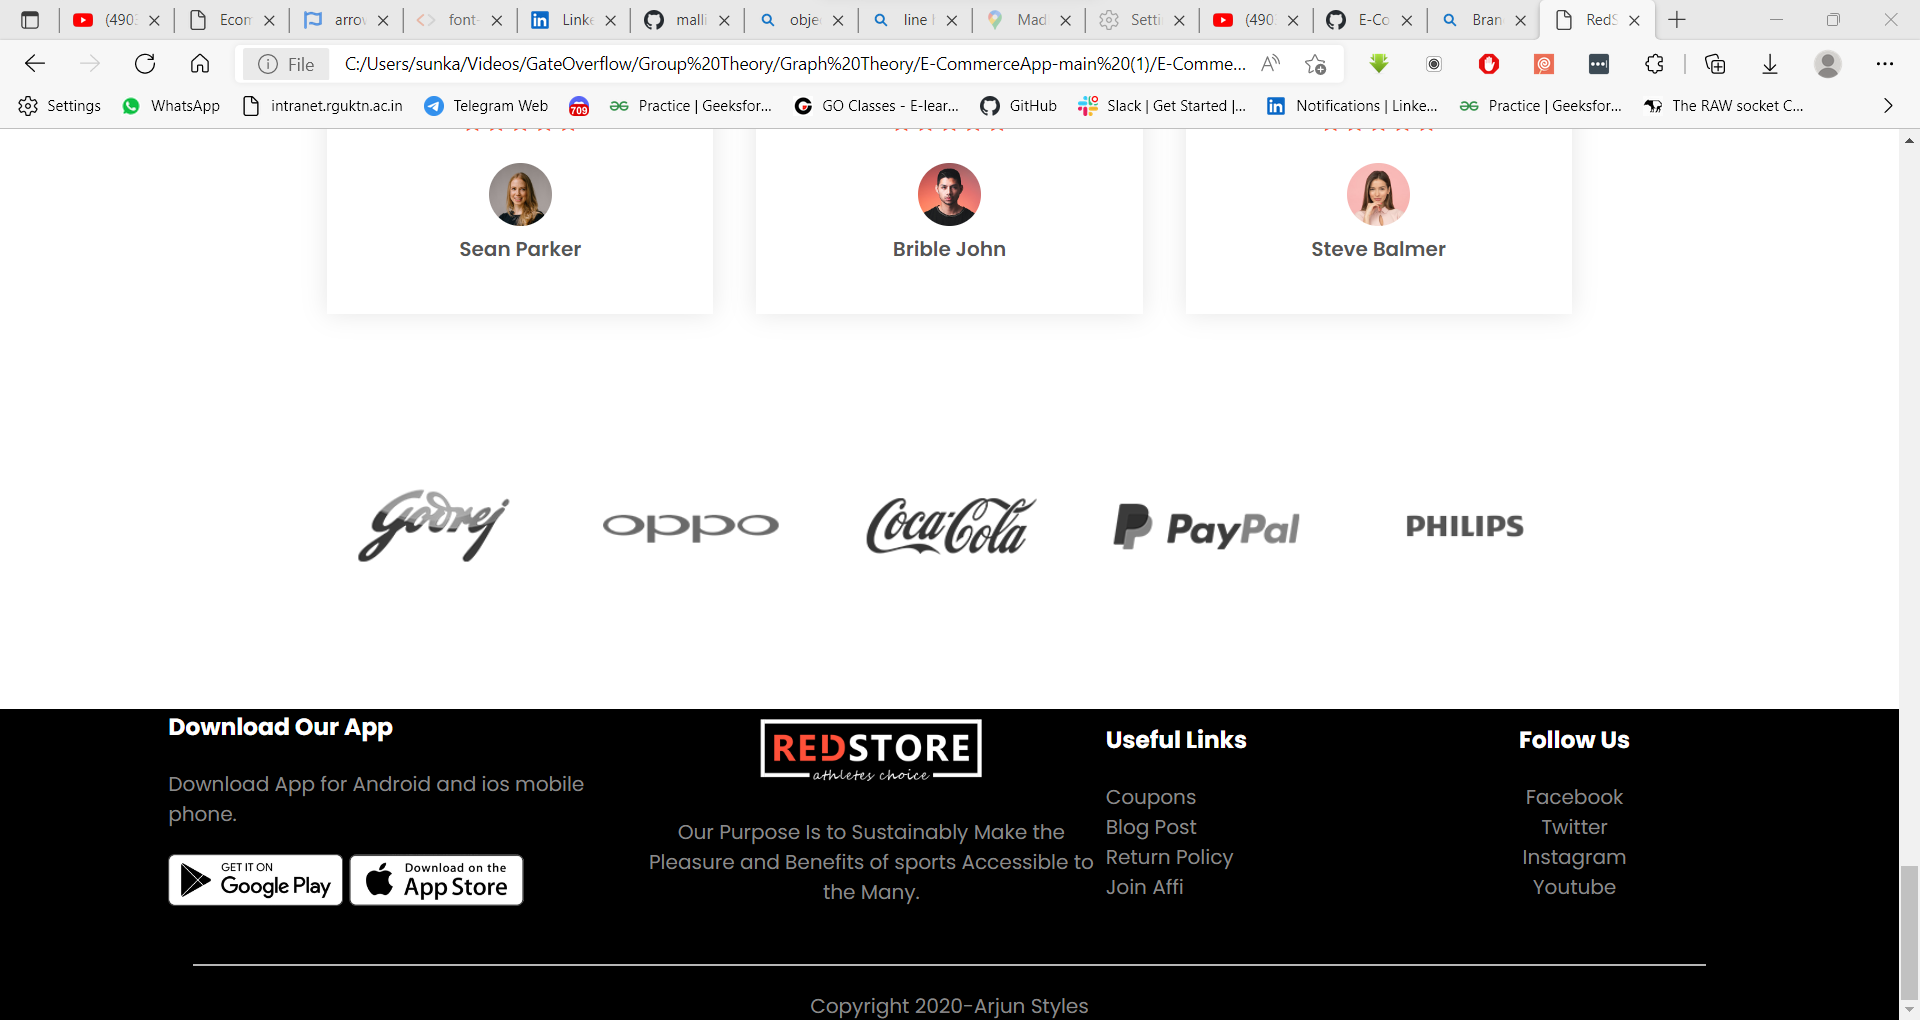 (490:
Econ
arro
font-
Linke
malli
obje
line l
Mad
Setti
(490:
E-Co
Bran
RedS
File
C:/Users/sunka/Videos/GateOverflow/Group%20Theory/Graph%20Theory/E-CommerceApp-main%20(1)/E-Comme...
Settings
WhatsApp
intranet.rguktn.ac.in
Telegram Web
709
Practice | Geeksfor...
GO Classes - E-lear...
GitHub
Slack | Get Started |...
Notifications | Linke...
Practice | Geeksfor...
The RAW socket C...
Sean Parker
Brible John
Steve Balmer
Godrej
oppo
Coca-Cola
PayPal
PHILIPS
Download Our App
Download App for Android and ios mobile
phone.
GET IT ON
Google Play
Download on the
App Store
REDSTORE
athletes choice
Our Purpose Is to Sustainably Make the
Pleasure and Benefits of sports Accessible to
the Many.
Useful Links
Coupons
Blog Post
Return Policy
Join Affi
Follow Us
Facebook
Twitter
Instagram
Youtube
Copyright 2020-Arjun Styles